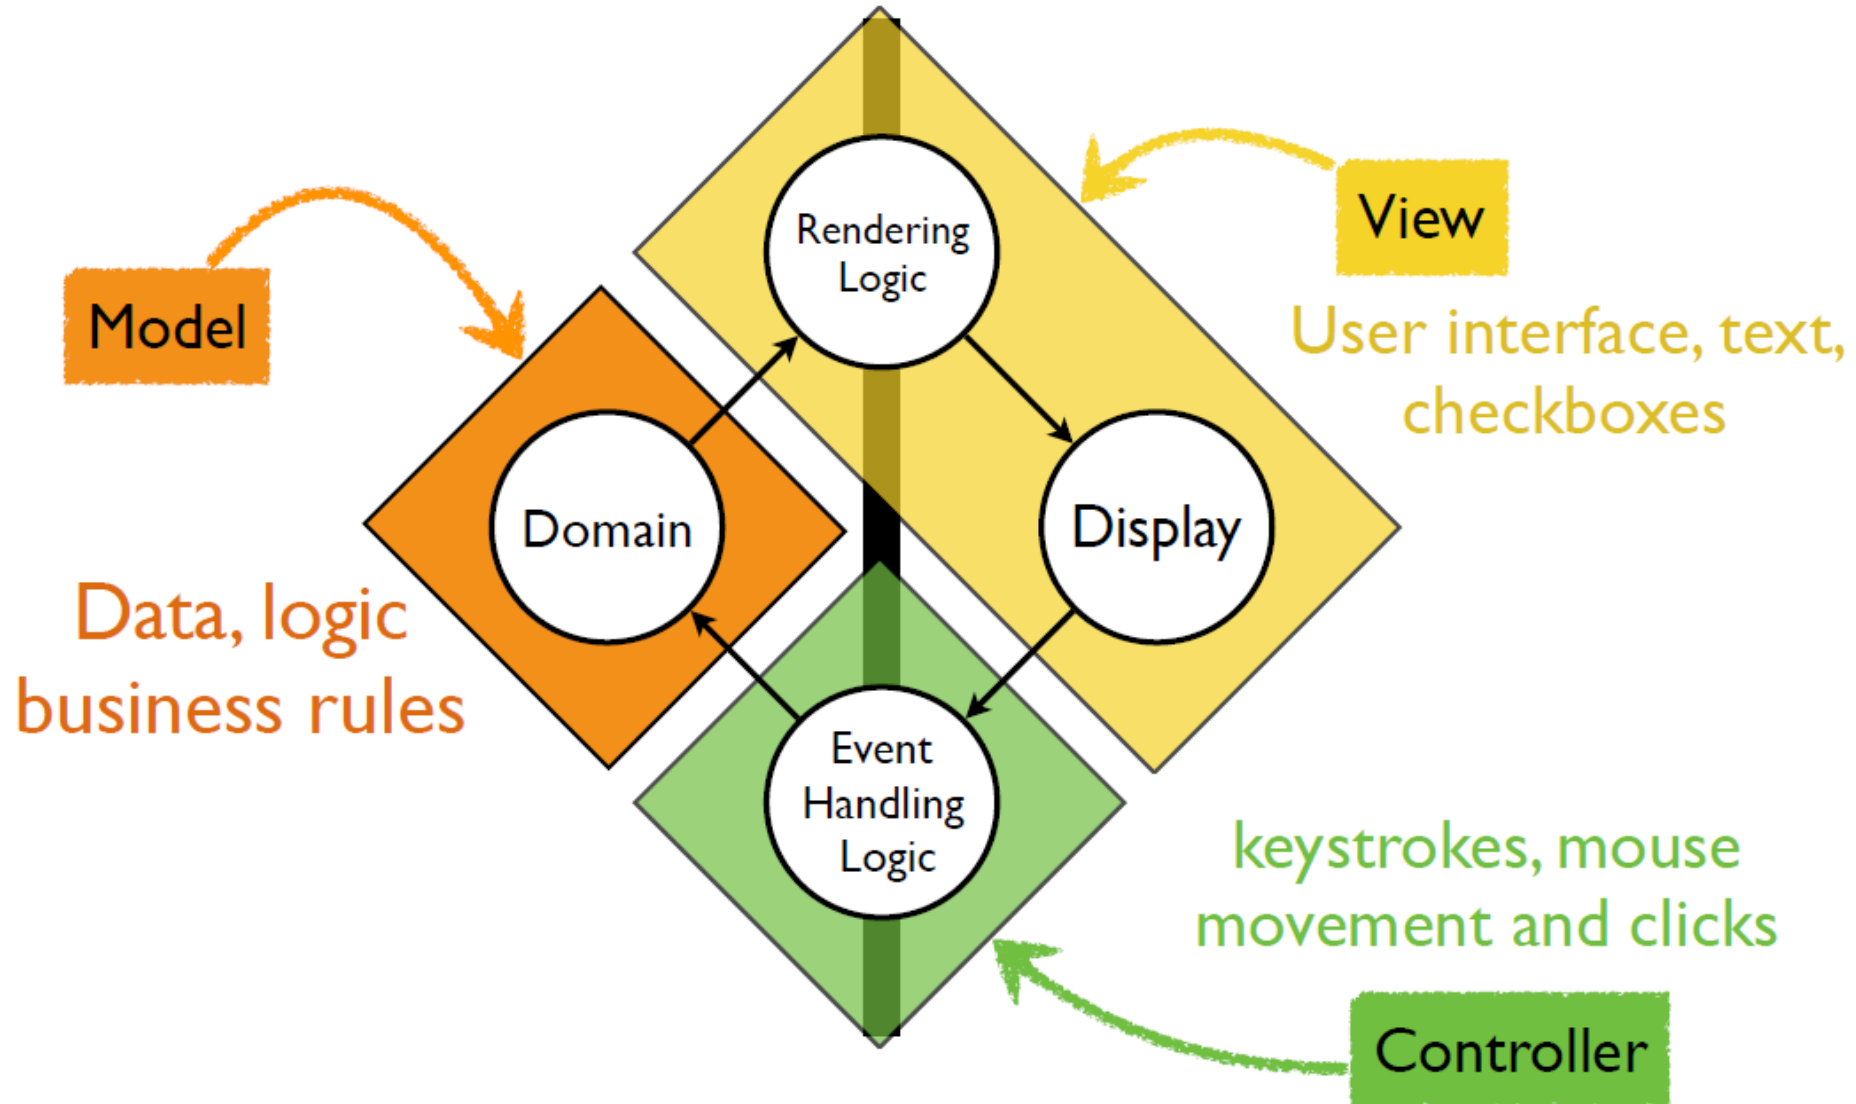 Rendering
Logic
View
User interface, text,
checkboxes
Model
Domain
Display
Data, logic
business rules
Event
Handling
Logic
keystrokes, mouse
movement and clicks
Controller